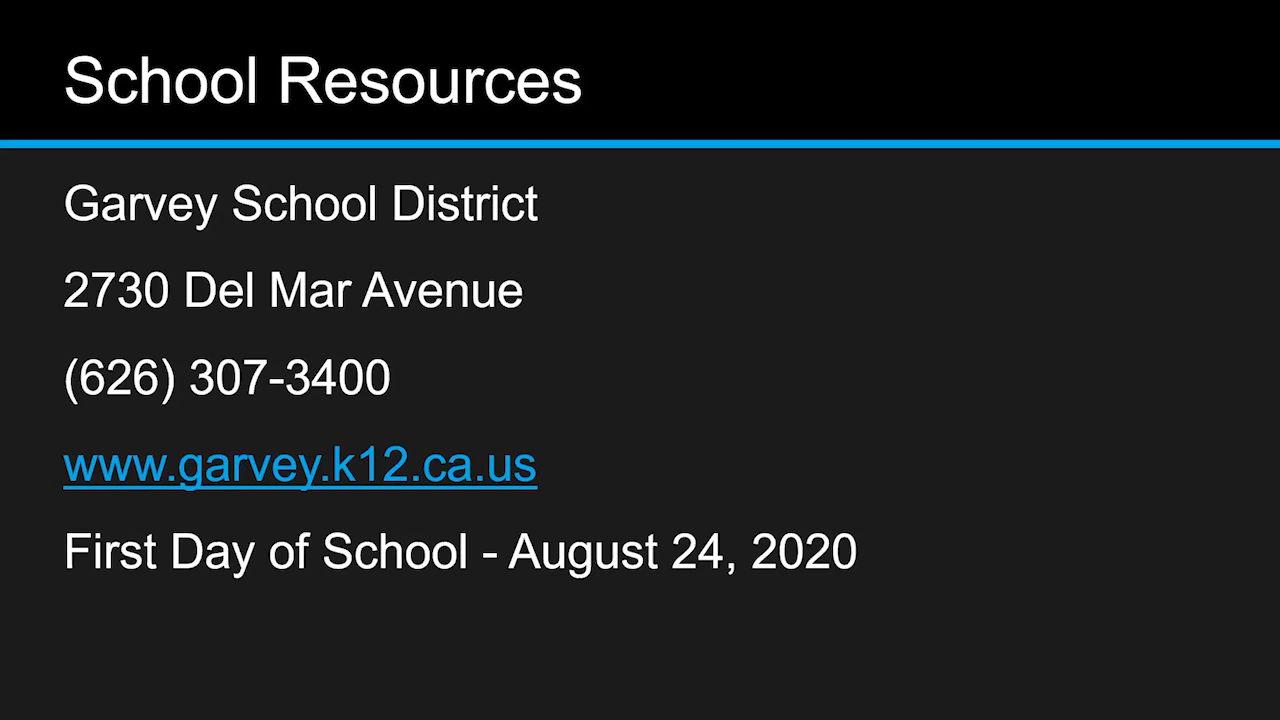 School Resources
Garvey School District
2730 Del Mar Avenue
(626) 307-3400
www.garvey.k12.ca.us
First Day of School - August 24, 2020